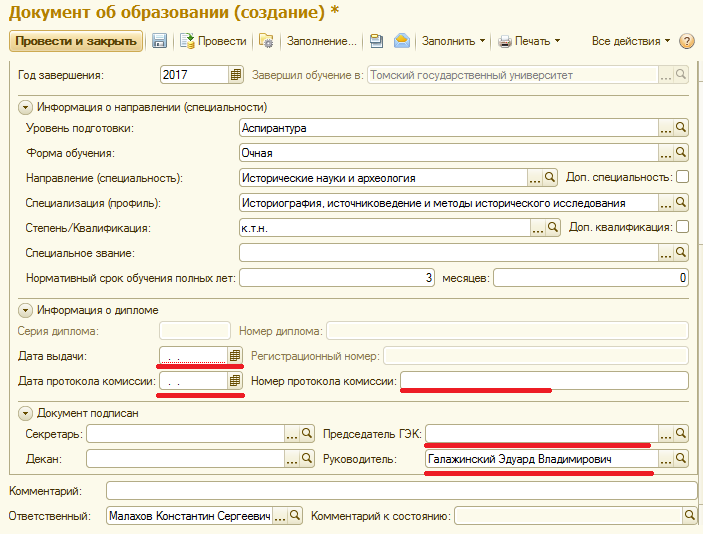 Документ об образовании (создание) *
Провести и закрыть Провести Заполнение... Заполнить Печать Все действия ?
Год завершения: 2017 Завершил обучение в: Томский государственный университет ...
Информация о направлении (специальности)
Уровень подготовки: Аспирантура ...
Форма обучения: Очная ...
Направление (специальность): Исторические науки и археология ... Доп. специальность:
Специализация (профиль): Историография, источниковедение и методы исторического исследования ...
Степень/Квалификация: к.т.н. ... Доп. квалификация:
Специальное звание: ...
Нормативный срок обучения полных лет: 3 месяцев: 0
Информация о дипломе
Серия диплома: Номер диплома:
Дата выдачи: . . Регистрационный номер:
Дата протокола комиссии: . . Номер протокола комиссии:
Документ подписан
Секретарь: ... Председатель ГЭК: ...
Декан: ... Руководитель: Галажинский Эдуард Владимирович ...
Комментарий:
Ответственный: Малахов Константин Сергеевич ... Комментарий к состоянию: